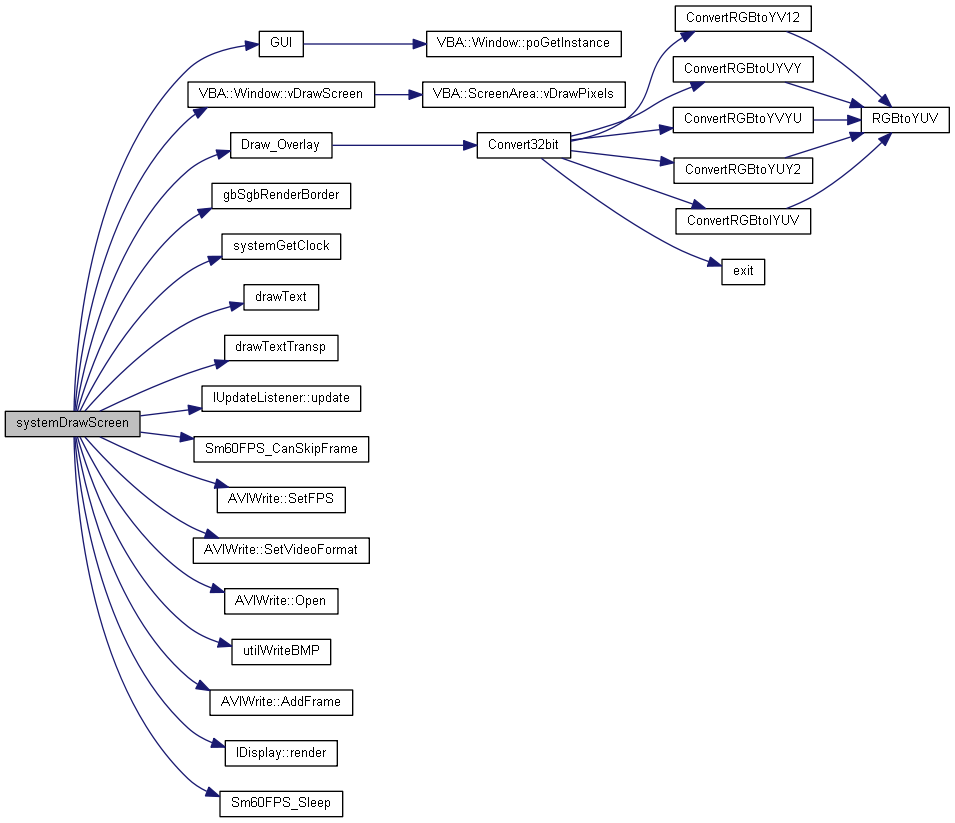 systemDrawScreen
GUI
VBA::Window::poGetInstance
VBA::Window::vDrawScreen
VBA::ScreenArea::vDrawPixels
Draw_Overlay
Convert32bit
ConvertRGBtoYV12
ConvertRGBtoUYVY
ConvertRGBtoYVYU
ConvertRGBtoYUY2
ConvertRGBtoIYUV
RGBtoYUV
exit
gbSgbRenderBorder
systemGetClock
drawText
drawTextTransp
IUpdateListener::update
Sm60FPS_CanSkipFrame
AVIWrite::SetFPS
AVIWrite::SetVideoFormat
AVIWrite::Open
utilWriteBMP
AVIWrite::AddFrame
IDisplay::render
Sm60FPS_Sleep